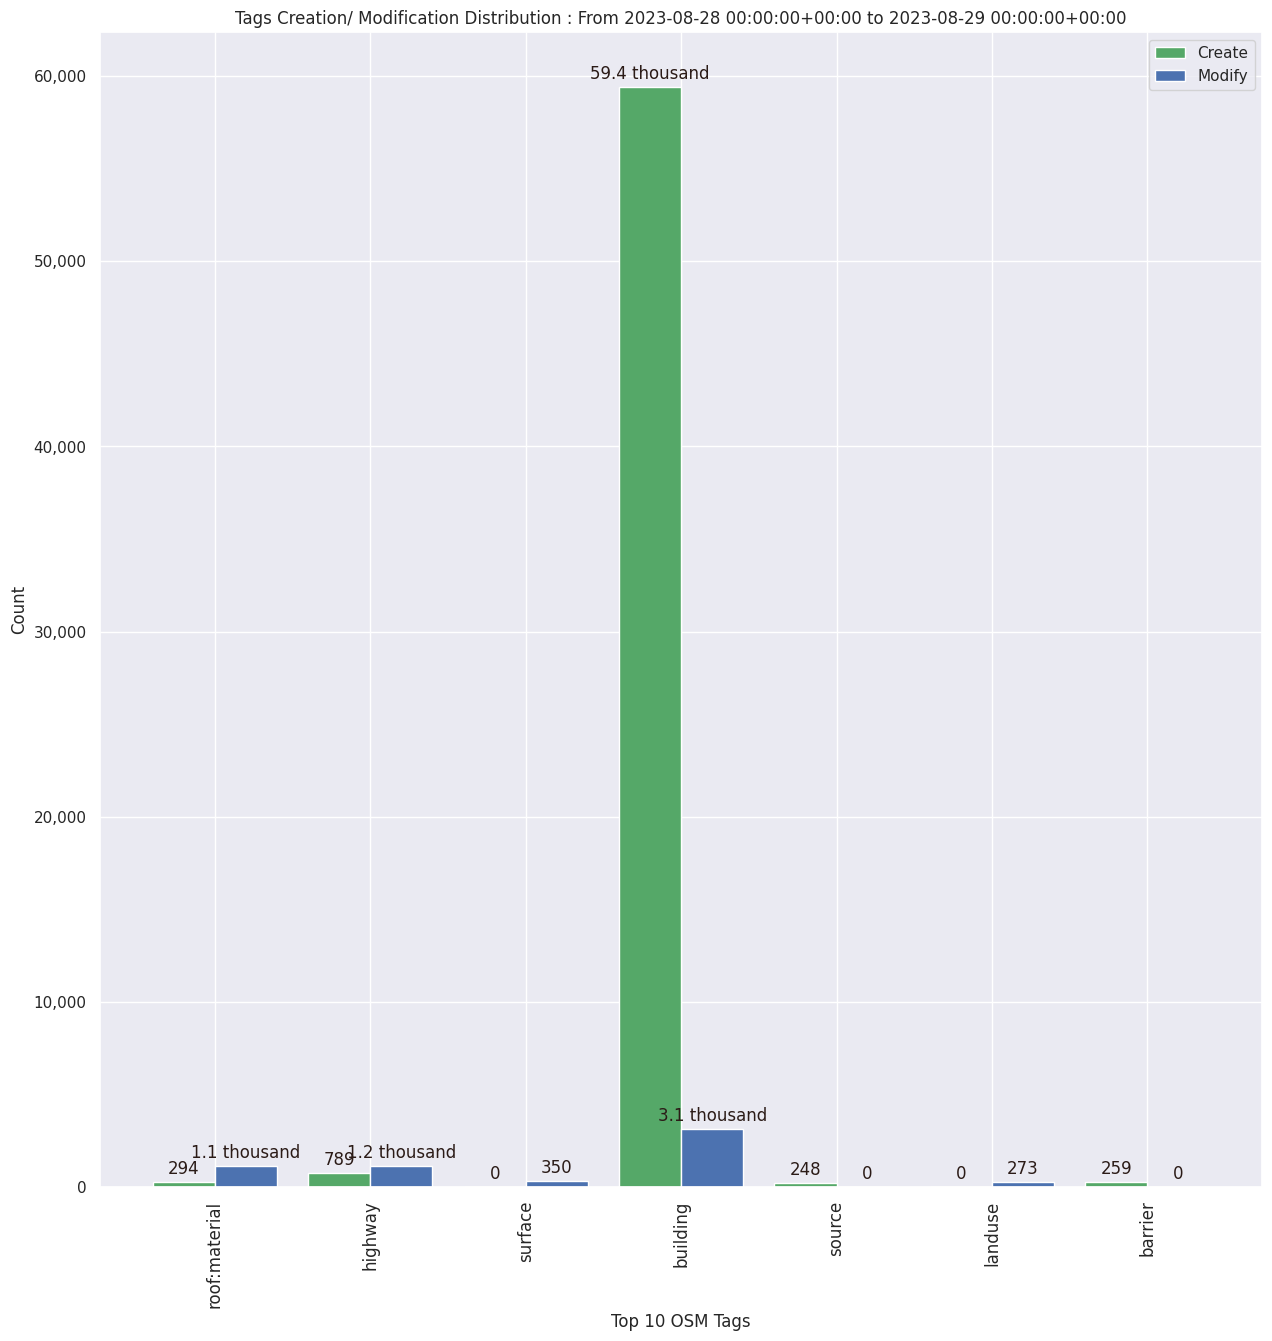 Tags Creation/ Modification Distribution : From 2023-08-28 00:00:00+00:00 to 2023-08-29 00:00:00+00:00
Create
Modify
60,000
50,000
40,000
30,000
20,000
10,000
0
Count
59.4 thousand
3.1 thousand
294
1.1 thousand
789
1.2 thousand
0
350
248
0
0
273
259
0
roof:material
highway
surface
building
source
landuse
barrier
Top 10 OSM Tags